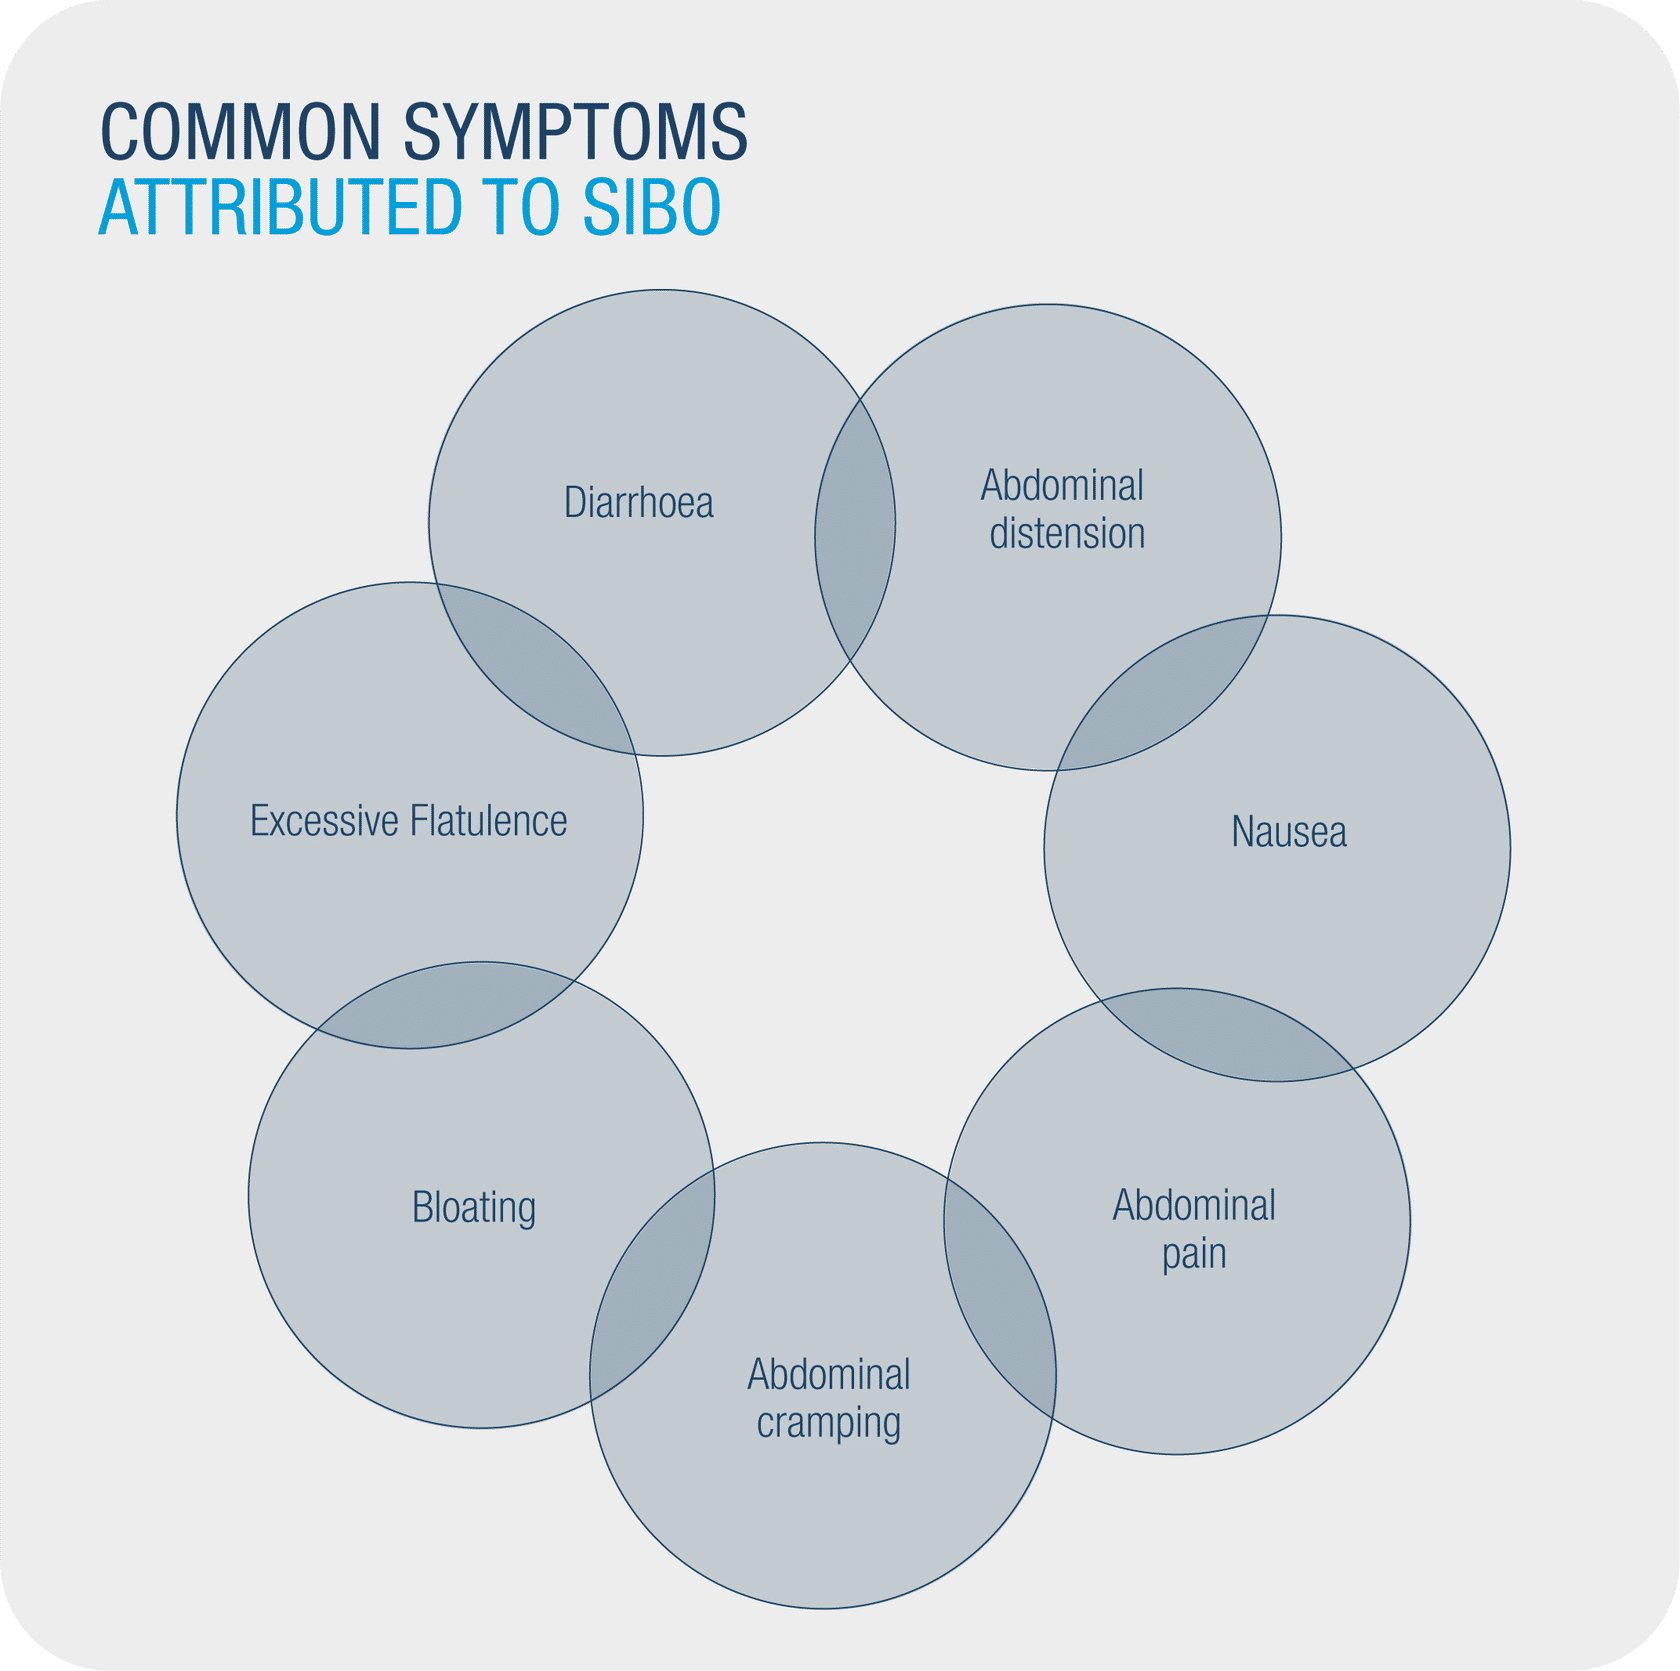 COMMON SYMPTOMS
ATTRIBUTED TO SIBO
Diarrhoea
Abdominal
distension
Excessive Flatulence
Nausea
Bloating
Abdominal
pain
Abdominal
cramping